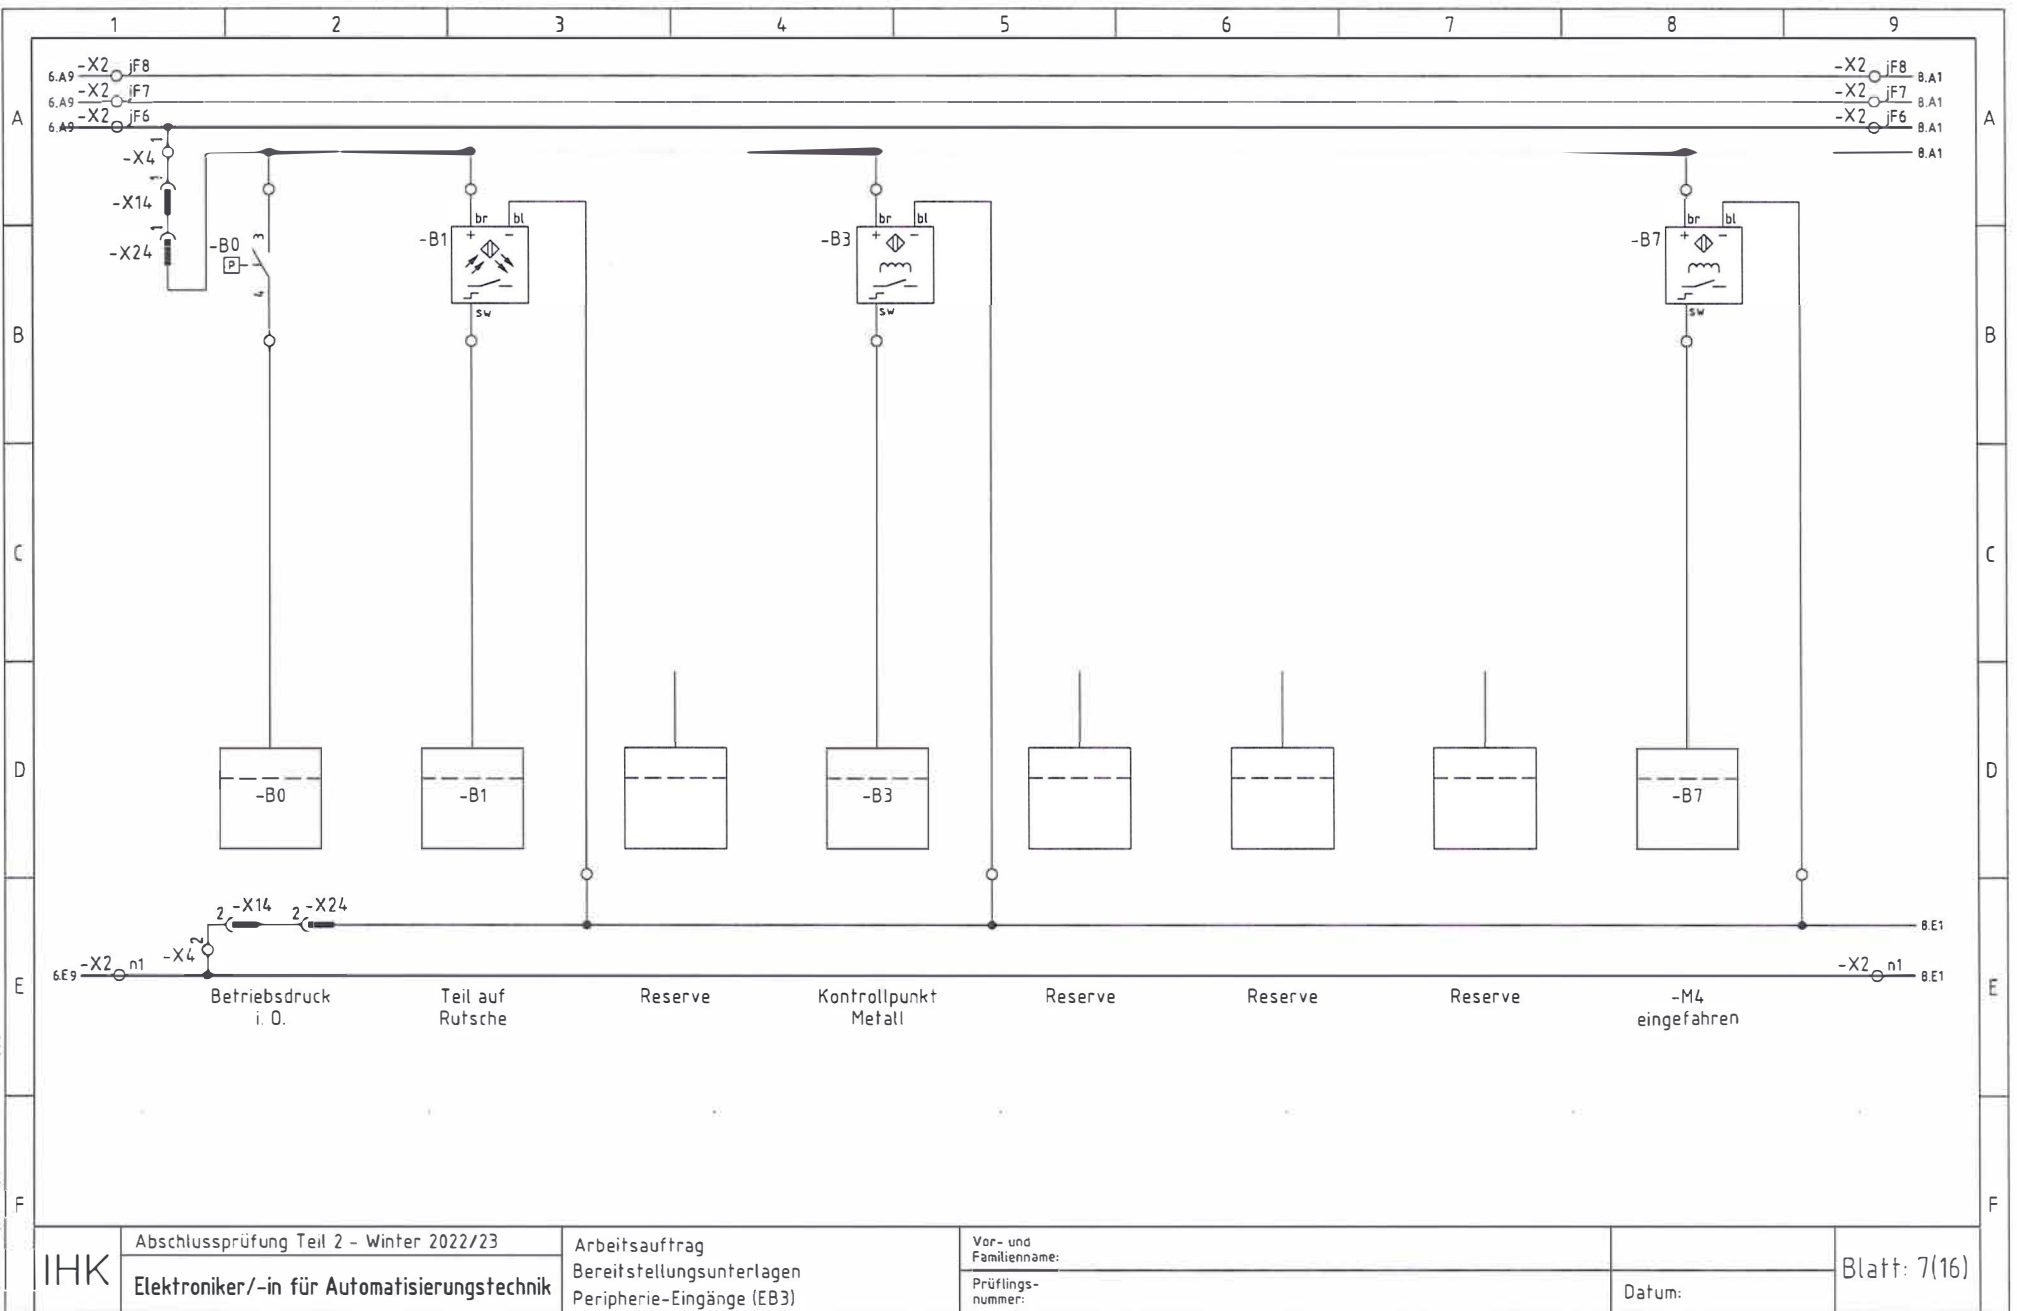 1 2 3 4 5 6 7 8 9
A A
B B
C C
D D
E E
F F
6.A9 -X2 jF8 -X2 jF8 8.A1
6.A9 -X2 jF7 -X2 jF7 8.A1
6.A9 -X2 jF6 -X2 jF6 8.A1
1
-X4 8.A1
1
-X14
1
-X24
-B0 3
P
4
br bl
-B1 + -
sw
br bl
-B3 + -
sw
br bl
-B7 + -
sw
-B0 -B1 -B3 -B7
2 -X14 2 -X24
8.E1
-X4 2
6.E9 -X2 n1 -X2 n1 8.E1
Betriebsdruck
i. O.
Teil auf
Rutsche
Reserve
Kontrollpunkt
Metall
Reserve
Reserve
Reserve
-M4
eingefahren
IHK
Abschlussprüfung Teil 2 - Winter 2022/23
Elektroniker/-in für Automatisierungstechnik
Arbeitsauftrag
Bereitstellungsunterlagen
Peripherie-Eingänge (EB3)
Vor- und
Familienname:
Prüflings-
nummer:
Datum:
Blatt: 7(16)